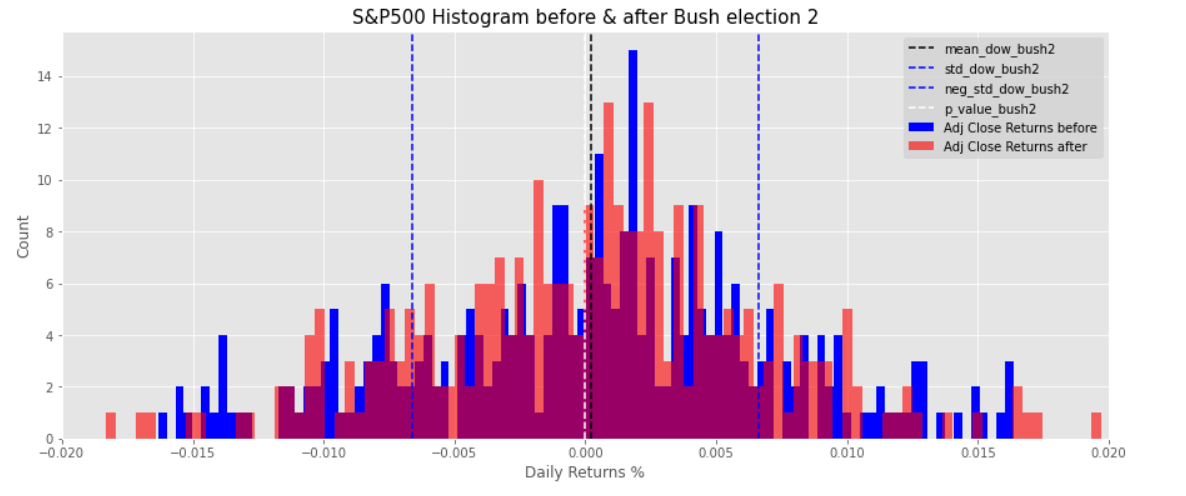 S&P500 Histogram before & after Bush election 2
mean_dow_bush2
std_dow_bush2
neg_std_dow_bush2
p_value_bush2
Adj Close Returns before
Adj Close Returns after
14
12
10
8
6
4
2
0
Count
−0.020 −0.015 −0.010 −0.005 0.000 0.005 0.010 0.015 0.020
Daily Returns %